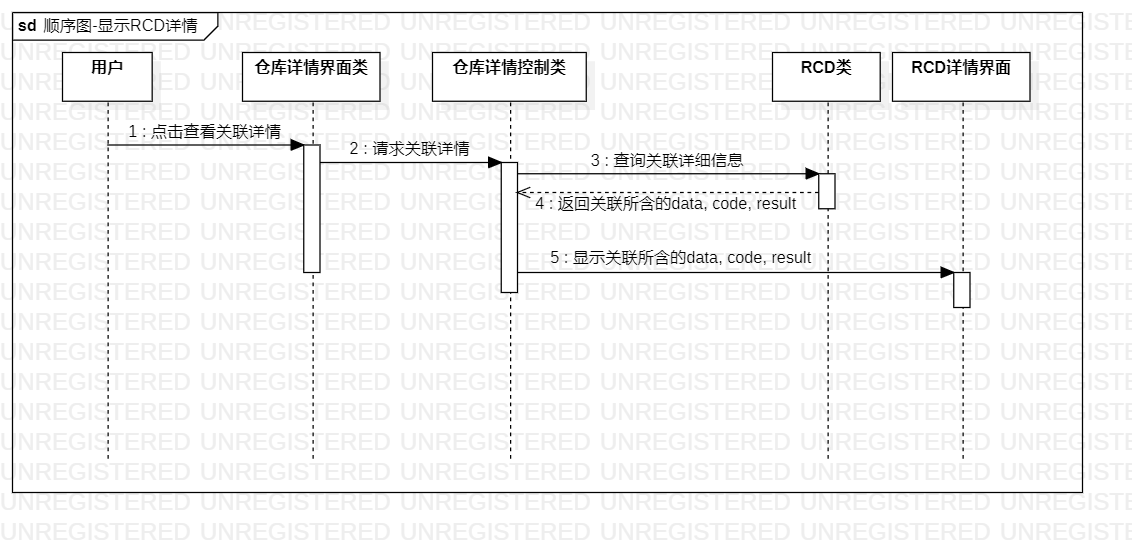 sd 顺序图-显示RCD详情
用户
仓库详情界面类
仓库详情控制类
RCD类
RCD详情界面
1 : 点击查看关联详情
2 : 请求关联详情
3 : 查询关联详细信息
4 : 返回关联所含的data, code, result
5 : 显示关联所含的data, code, result
UNREGISTERED UNREGISTERED UNREGISTERED UNREGISTERED UNREGISTERED UNREGISTE